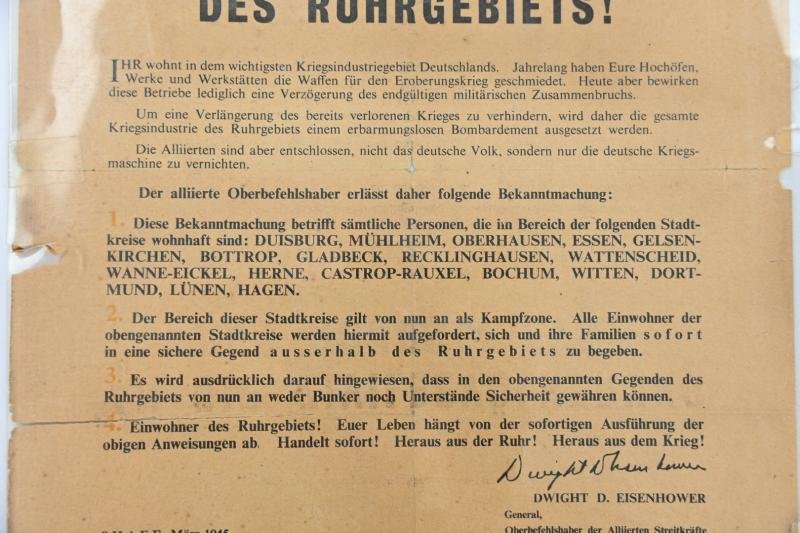 DES RUHRGEBIETS!
IHR wohnt in dem wichtigsten Kriegsindustriegebiet Deutschlands. Jahrelang haben Eure Hochöfen,
Werke und Werkstätten die Waffen für den Eroberungskrieg geschmiedet. Heute aber bewirken
diese Betriebe lediglich eine Verzögerung des endgültigen militärischen Zusammenbruchs.
Um eine Verlängerung des bereits verlorenen Krieges zu verhindern, wird daher die gesamte
Kriegsindustrie des Ruhrgebiets einem erbarmungslosen Bombardement ausgesetzt werden.
Die Alliierten sind aber entschlossen, nicht das deutsche Volk, sondern nur die deutsche Kriegs-
maschine zu vernichten.
Der alliierte Oberbefehlshaber erlässt daher folgende Bekanntmachung:
1. Diese Bekanntmachung betrifft sämtliche Personen, die im Bereich der folgenden Stadt-
kreise wohnhaft sind: DUISBURG, MÜHLHEIM, OBERHAUSEN, ESSEN, GELSEN-
KIRCHEN, BOTTROP, GLADBECK, RECKLINGHAUSEN, WATTENSCHEID,
WANNE-EICKEL, HERNE, CASTROP-RAUXEL, BOCHUM, WITTEN, DORT-
MUND, LÜNEN, HAGEN.
2. Der Bereich dieser Stadtkreise gilt von nun an als Kampfzone. Alle Einwohner der
obengenannten Stadtkreise werden hiermit aufgefordert, sich und ihre Familien sofort
in eine sichere Gegend ausserhalb des Ruhrgebiets zu begeben.
3. Es wird ausdrücklich darauf hingewiesen, dass in den obengenannten Gegenden des
Ruhrgebiets von nun an weder Bunker noch Unterstände Sicherheit gewähren können.
4. Einwohner des Ruhrgebiets! Euer Leben hängt von der sofortigen Ausführung der
obigen Anweisungen ab. Handelt sofort! Heraus aus der Ruhr! Heraus aus dem Krieg!
Dwight D Eisenhower
DWIGHT D. EISENHOWER
General,
S.H.A.E.F., März 1945
Oberbefehlshaber der Alliierten Streitkräfte